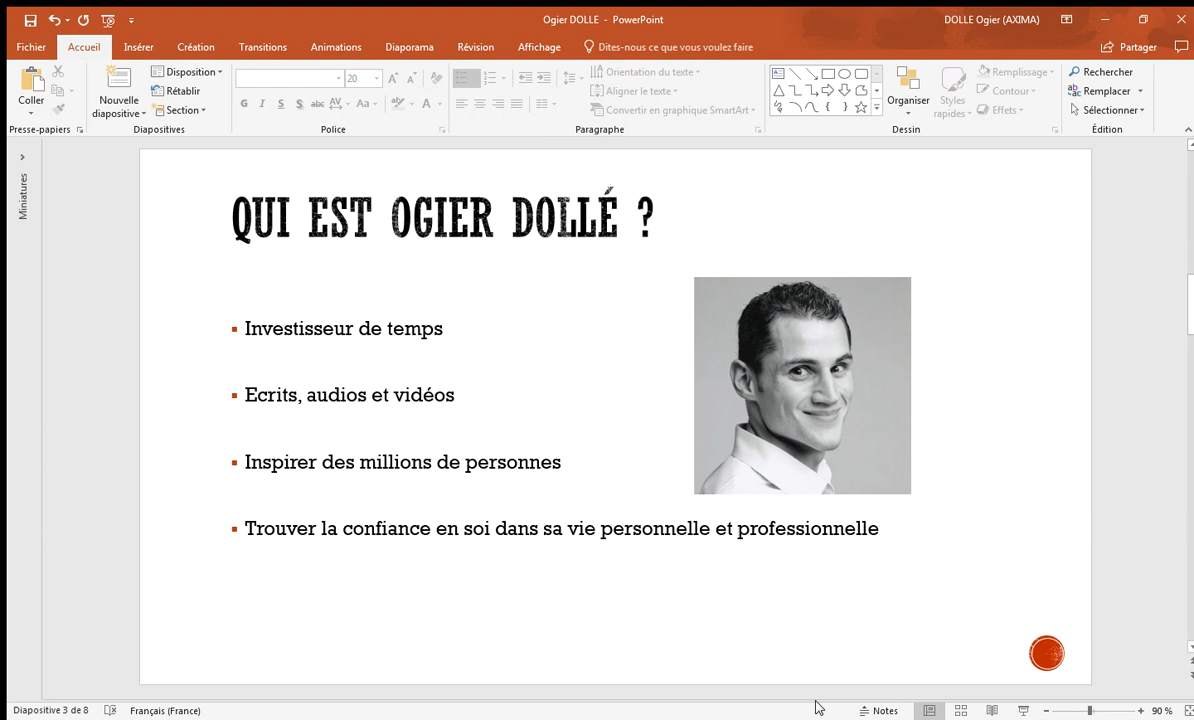 Ogier DOLLE - PowerPoint
DOLLE Ogier (AXIMA)
Fichier Accueil Insérer Création Transitions Animations Diaporama Révision Affichage Dites-nous ce que vous voulez faire Partager
Coller
Presse-papiers
Nouvelle
diapositive
Disposition
Rétablir
Section
Diapositives
20
G I S S abc AV Aa A
Police
Orientation du texte
Aligner le texte
Convertir en graphique SmartArt
Paragraphe
Organiser
Styles
rapides
Remplissage
Contour
Effets
Dessin
Rechercher
Remplacer
Sélectionner
Édition
Miniatures
QUI EST OGIER DOLLÉ ?
Investisseur de temps
Ecrits, audios et vidéos
Inspirer des millions de personnes
Trouver la confiance en soi dans sa vie personnelle et professionnelle
Diapositive 3 de 8 Français (France) Notes 90 %